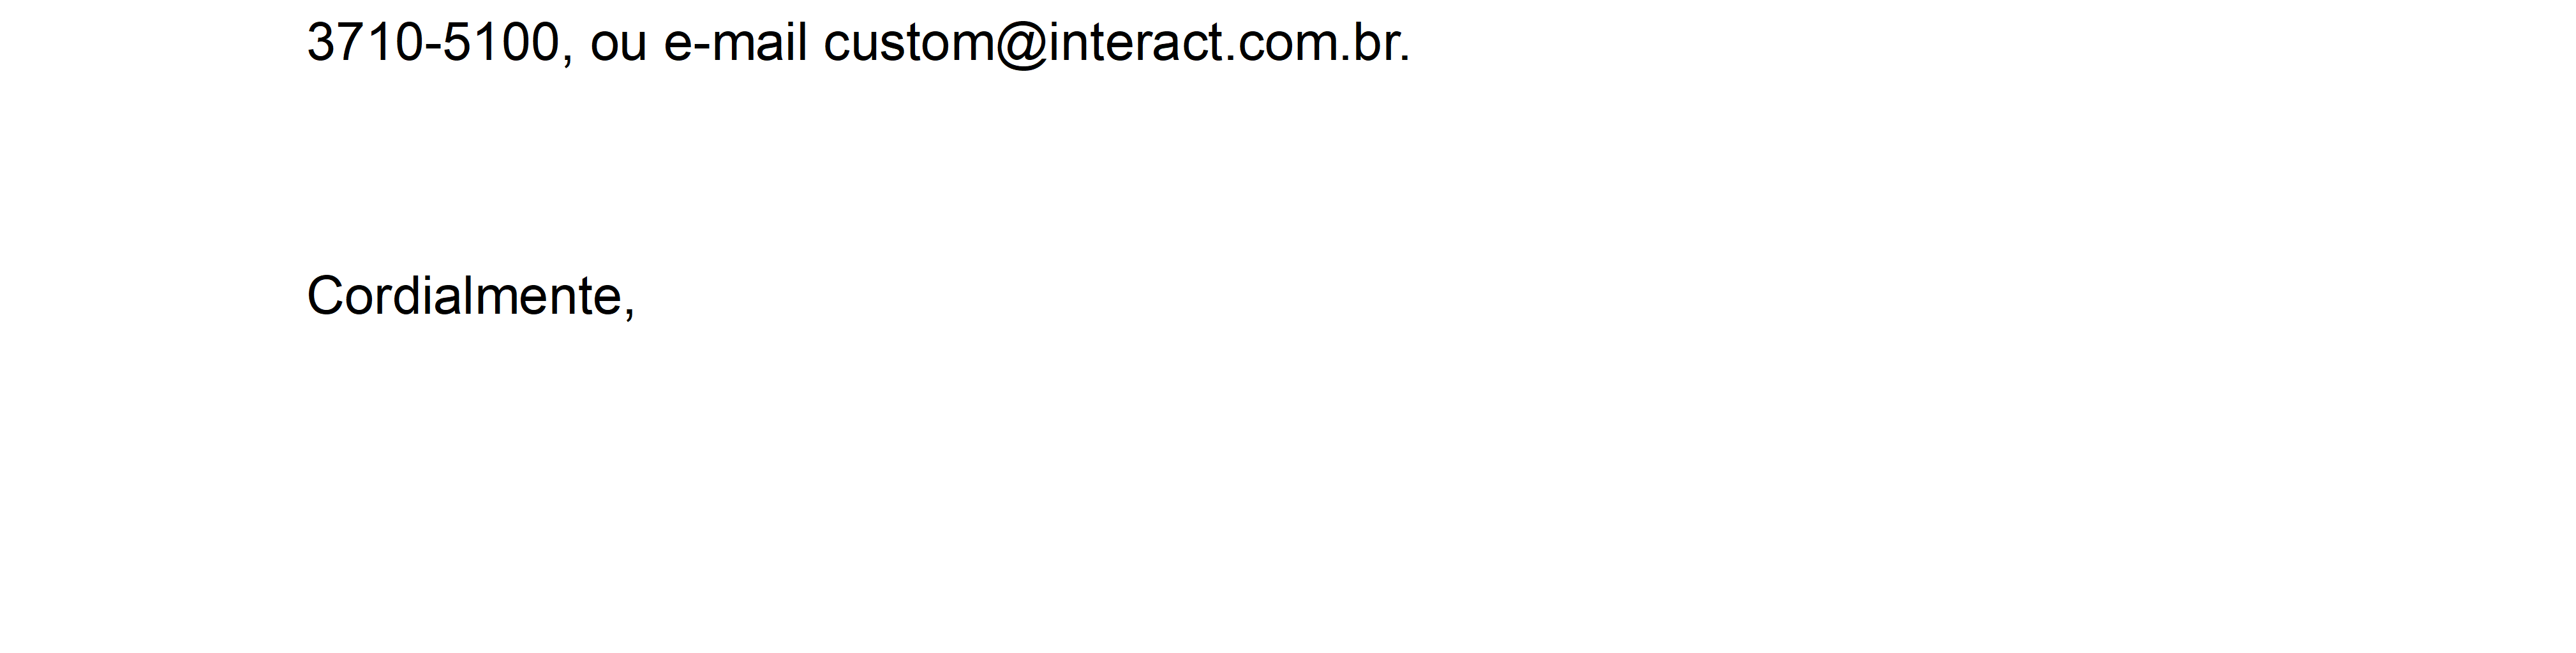 3710-5100, ou e-mail custom@interact.com.br.
Cordialmente,